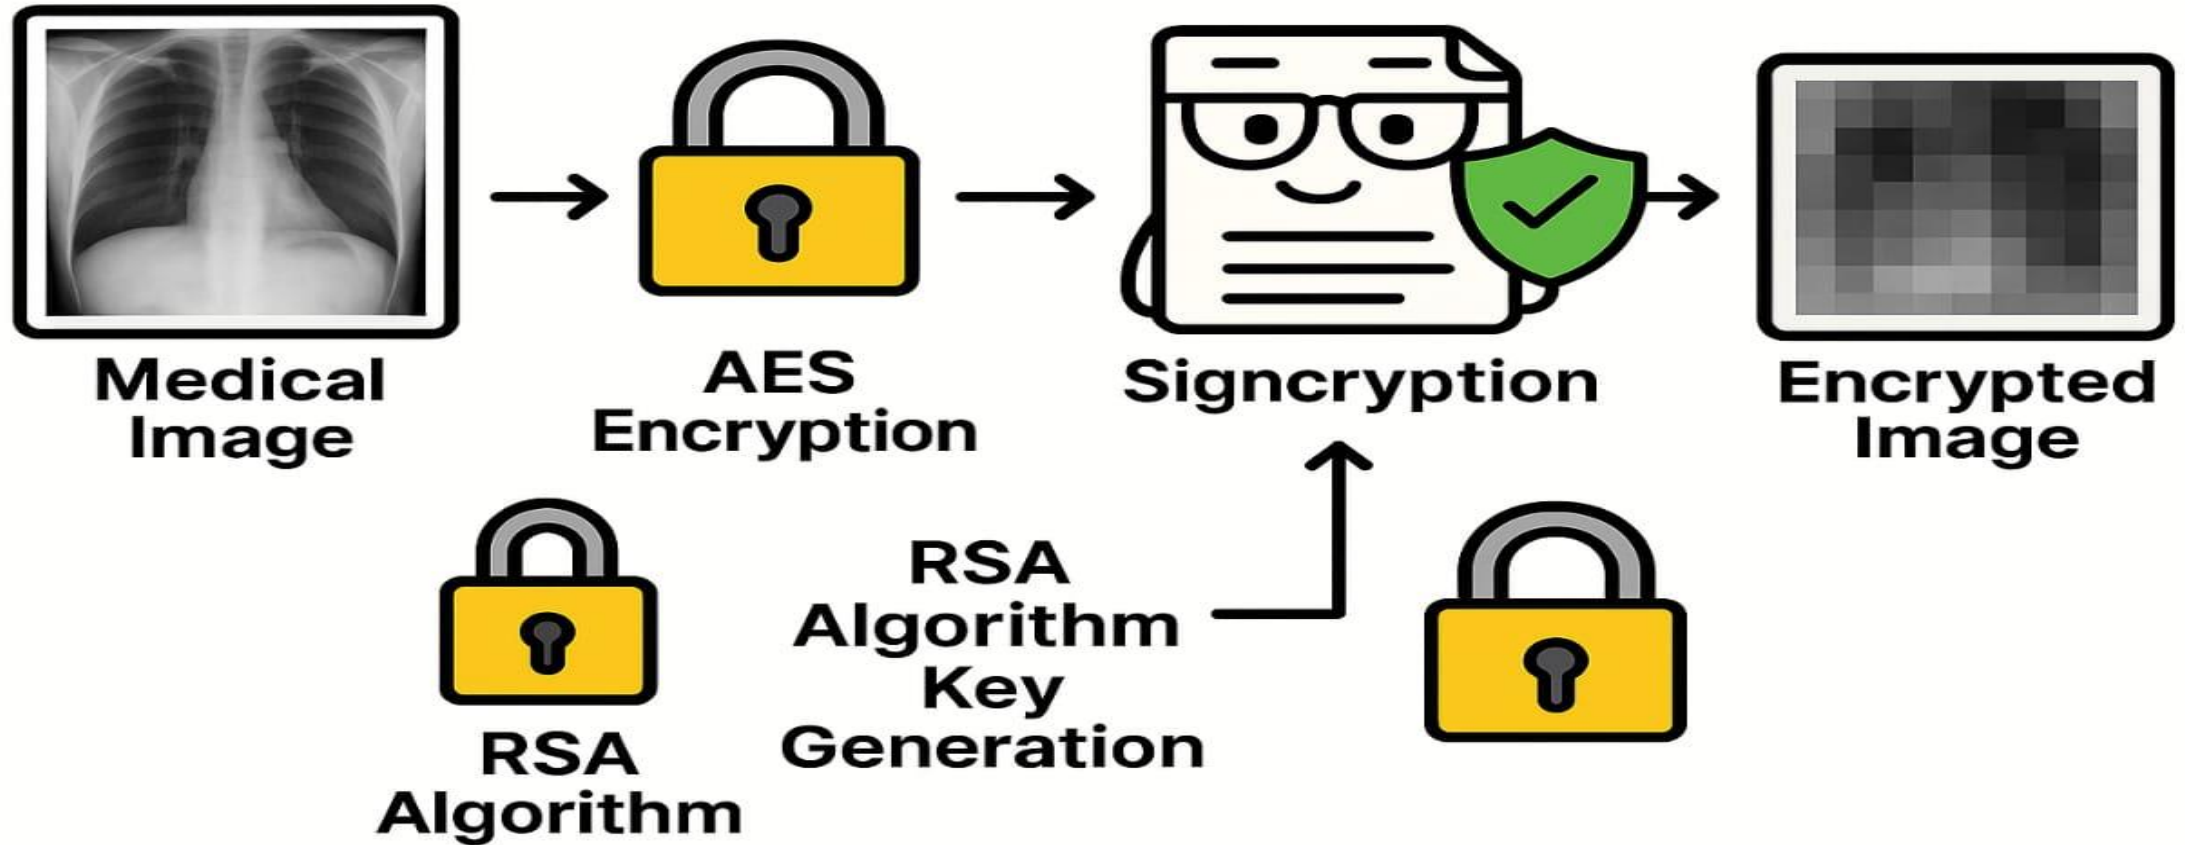 Medical
Image
AES
Encryption
Signcryption
Encrypted
Image
RSA
Algorithm
RSA
Algorithm
Key
Generation